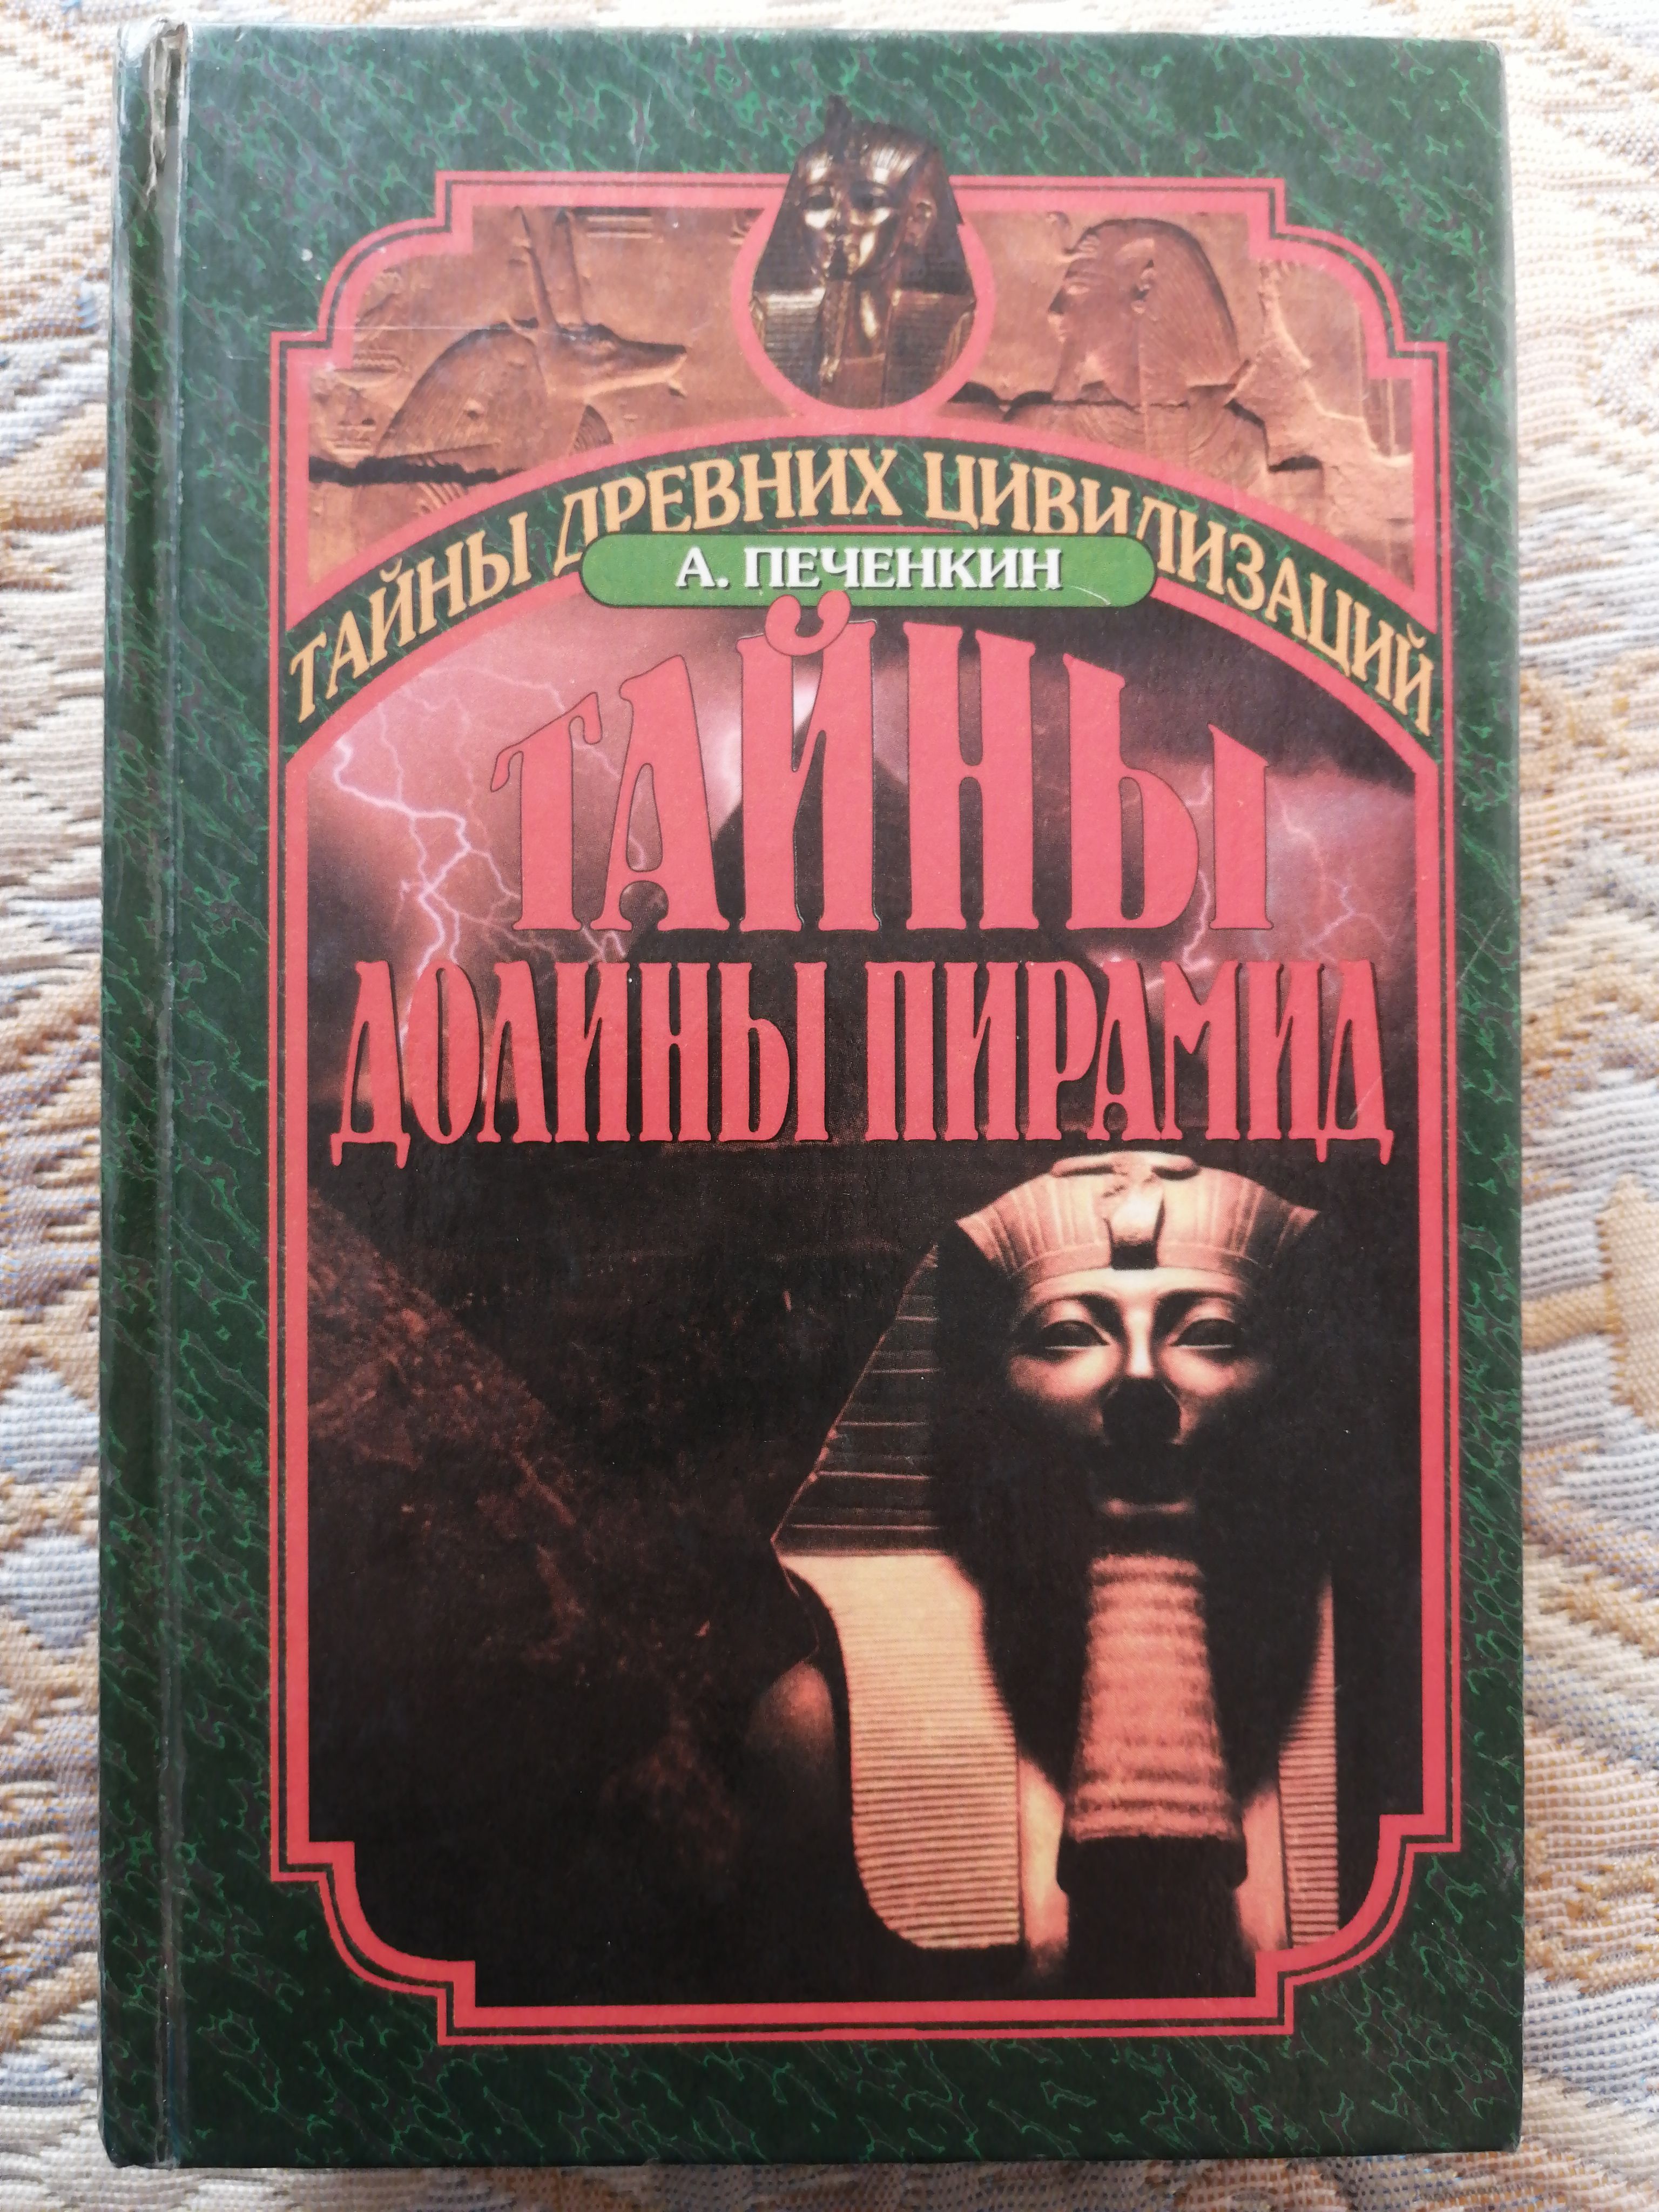 ТАЙНЫ ДРЕВНИХ ЦИВИЛИЗАЦИЙ
А. ПЕЧЕНКИН
ТАЙНЫ
ДОЛИНЫ ПИРАМИД